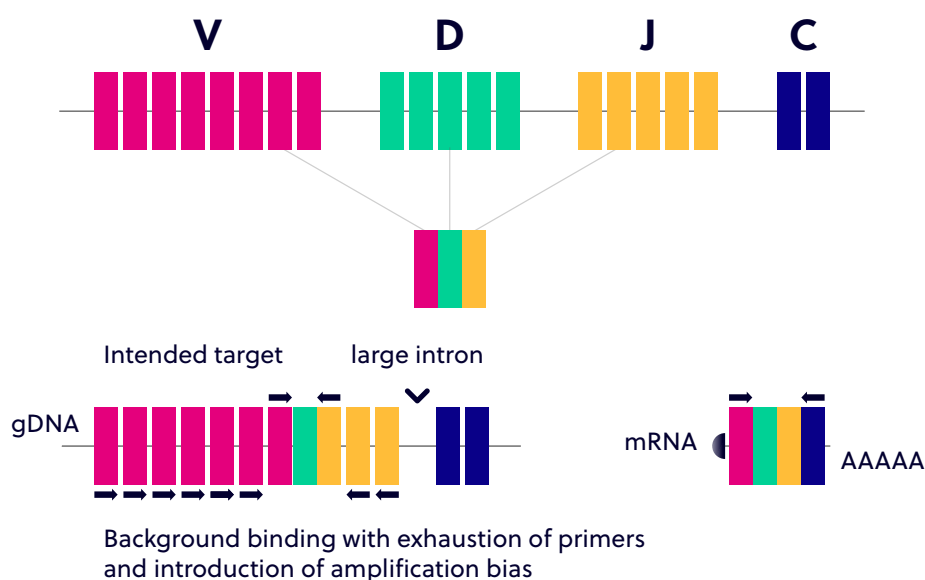 V D J C
Intended target large intron
gDNA
mRNA
AAAAA
Background binding with exhaustion of primers
and introduction of amplification bias